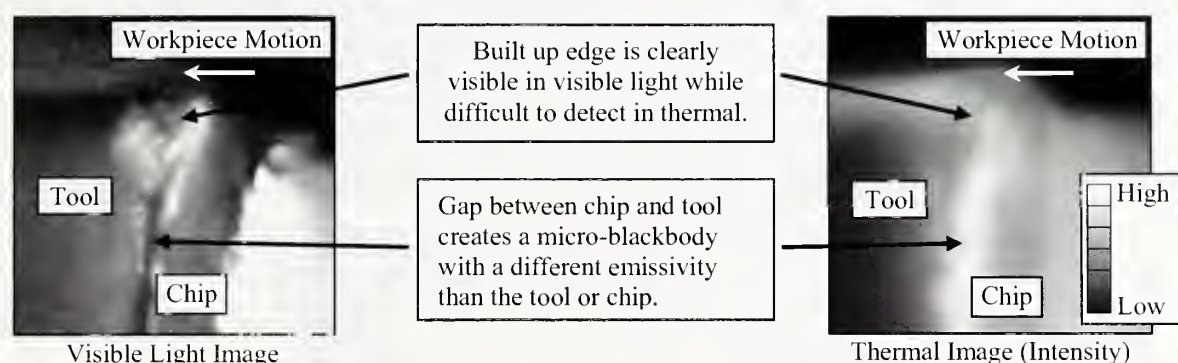 Workpiece Motion
Tool
Chip
Visible Light Image
Built up edge is clearly
visible in visible light while
difficult to detect in thermal.
Gap between chip and tool
creates a micro-blackbody
with a different emissivity
than the tool or chip.
Workpiece Motion
Tool
Chip
High
Low
Thermal Image (Intensity)